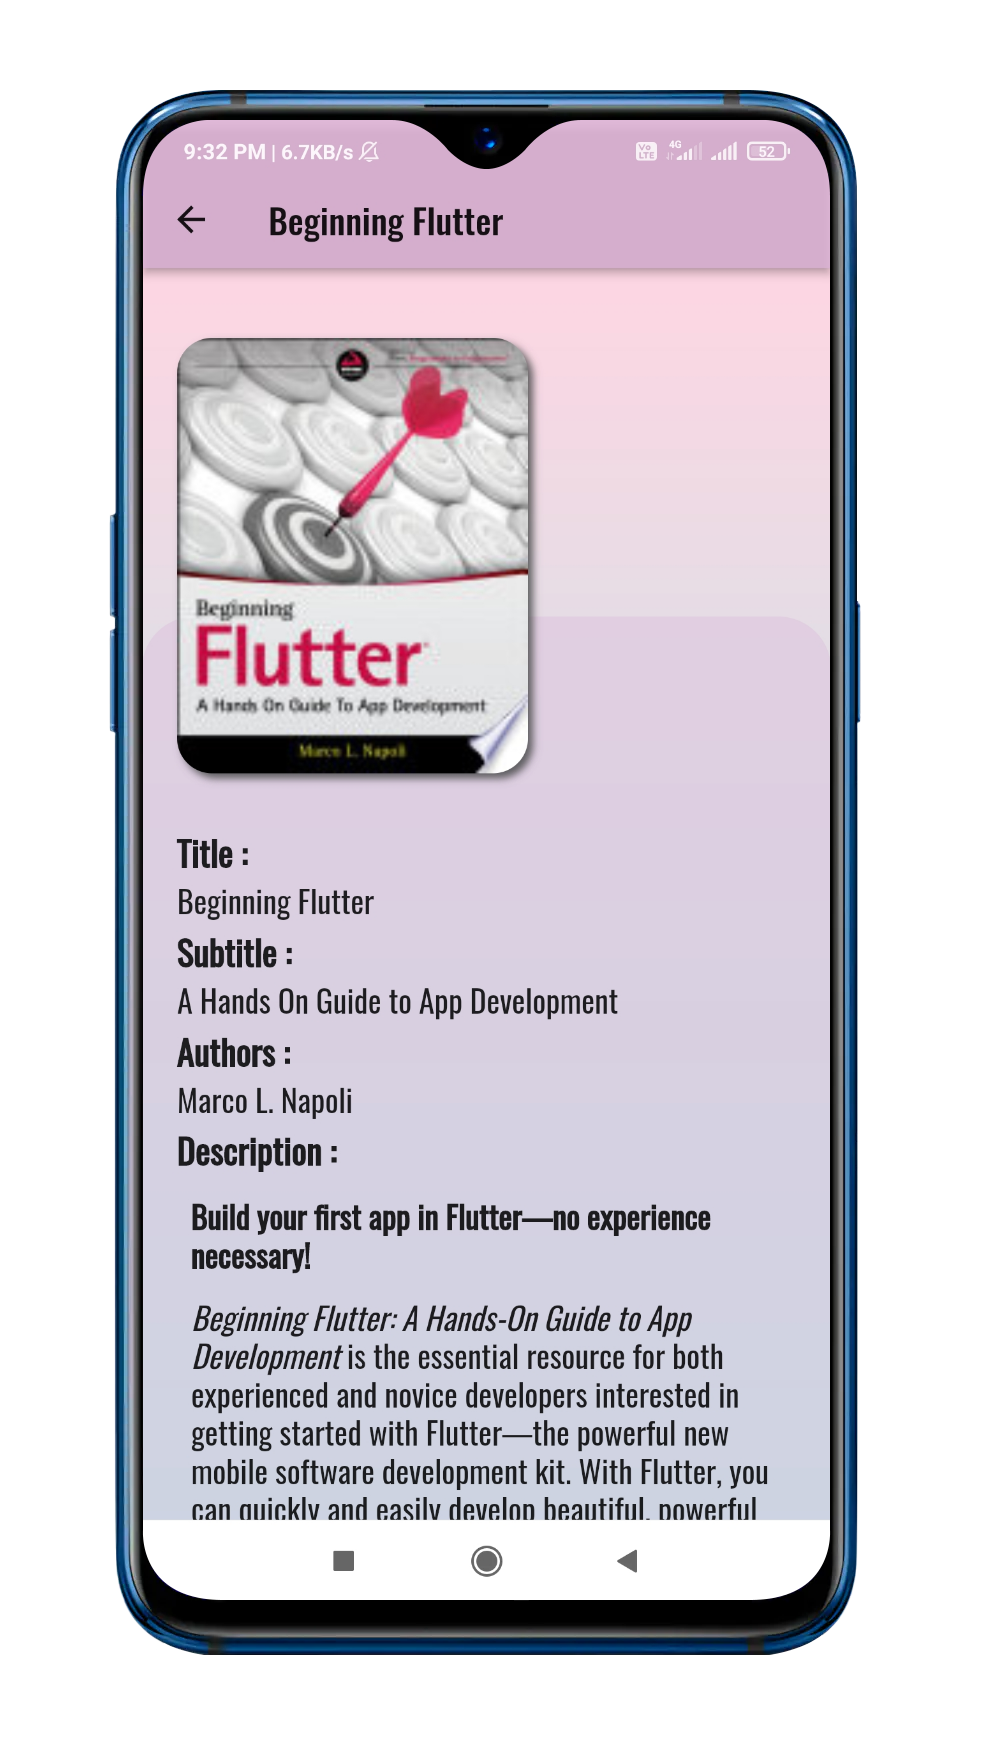 9:32 PM | 6.7KB/s
Vo LTE 4G 52
Beginning Flutter
Beginning
Flutter
A Hands On Guide To App Development
Marco L. Napoli
Title :
Beginning Flutter
Subtitle :
A Hands On Guide to App Development
Authors :
Marco L. Napoli
Description :
Build your first app in Flutter—no experience
necessary!
Beginning Flutter: A Hands-On Guide to App
Development is the essential resource for both
experienced and novice developers interested in
getting started with Flutter—the powerful new
mobile software development kit. With Flutter, you
can quickly and easily develop beautiful, powerful